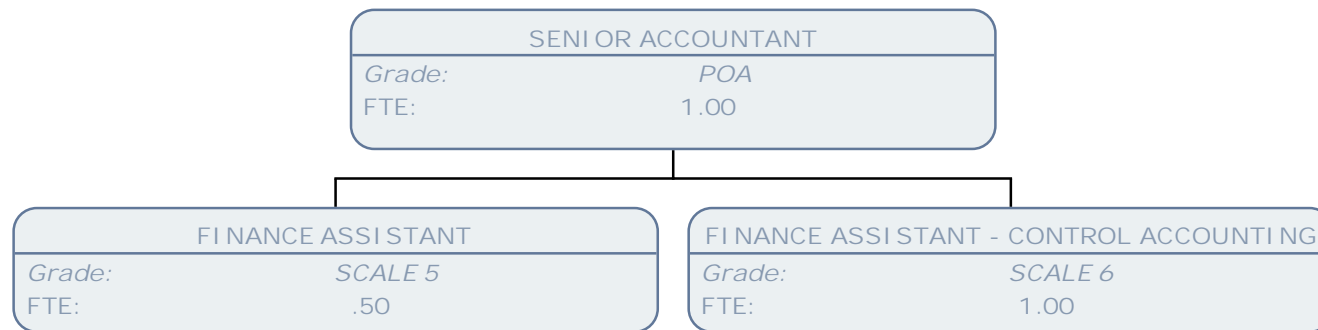 SENIOR ACCOUNTANT
Grade: POA
FTE: 1.00
FINANCE ASSISTANT
Grade: SCALE 5
FTE: .50
FINANCE ASSISTANT - CONTROL ACCOUNTING
Grade: SCALE 6
FTE: 1.00